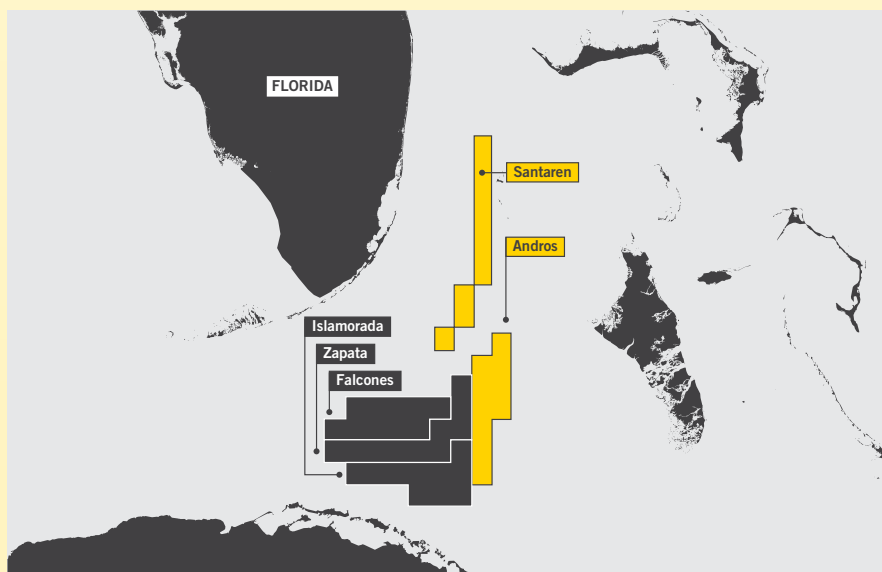 FLORIDA
Santaren
Andros
Islamorada
Zapata
Falcones